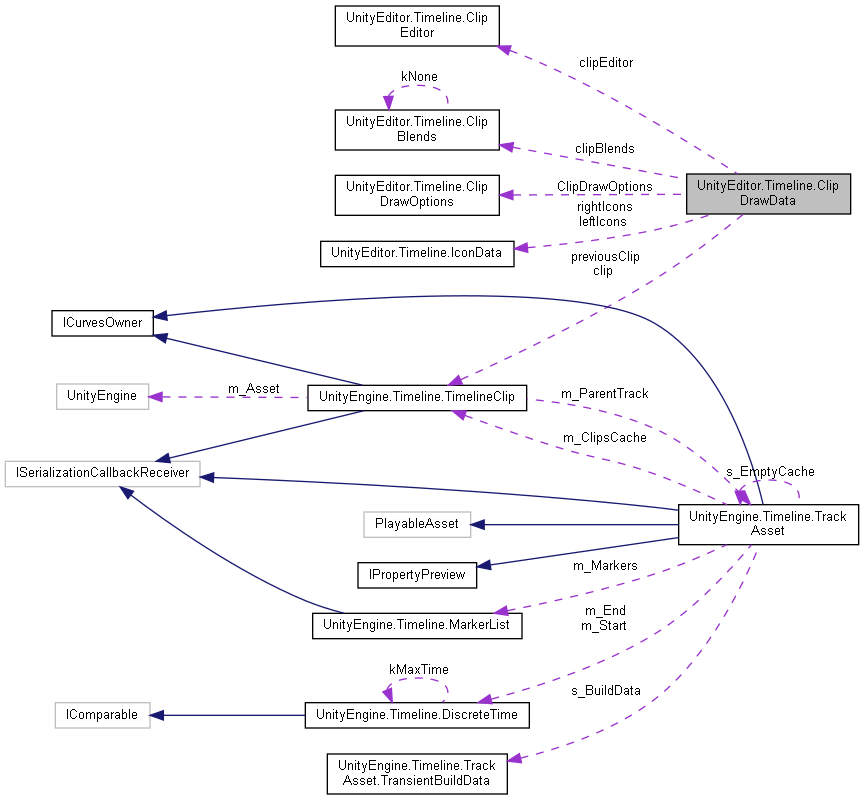 UnityEditor.Timeline.Clip
Editor
clipEditor
kNone
UnityEditor.Timeline.Clip
Blends
clipBlends
UnityEditor.Timeline.Clip
DrawData
UnityEditor.Timeline.Clip
DrawOptions
ClipDrawOptions
rightIcons
leftIcons
UnityEditor.Timeline.IconData
previousClip
clip
ICurvesOwner
UnityEngine
m_Asset
UnityEngine.Timeline.TimelineClip
m_ParentTrack
m_ClipsCache
s_EmptyCache
ISerializationCallbackReceiver
PlayableAsset
UnityEngine.Timeline.Track
Asset
IPropertyPreview
m_Markers
UnityEngine.Timeline.MarkerList
m_End
m_Start
kMaxTime
s_BuildData
IComparable
UnityEngine.Timeline.DiscreteTime
UnityEngine.Timeline.Track
Asset.TransientBuildData